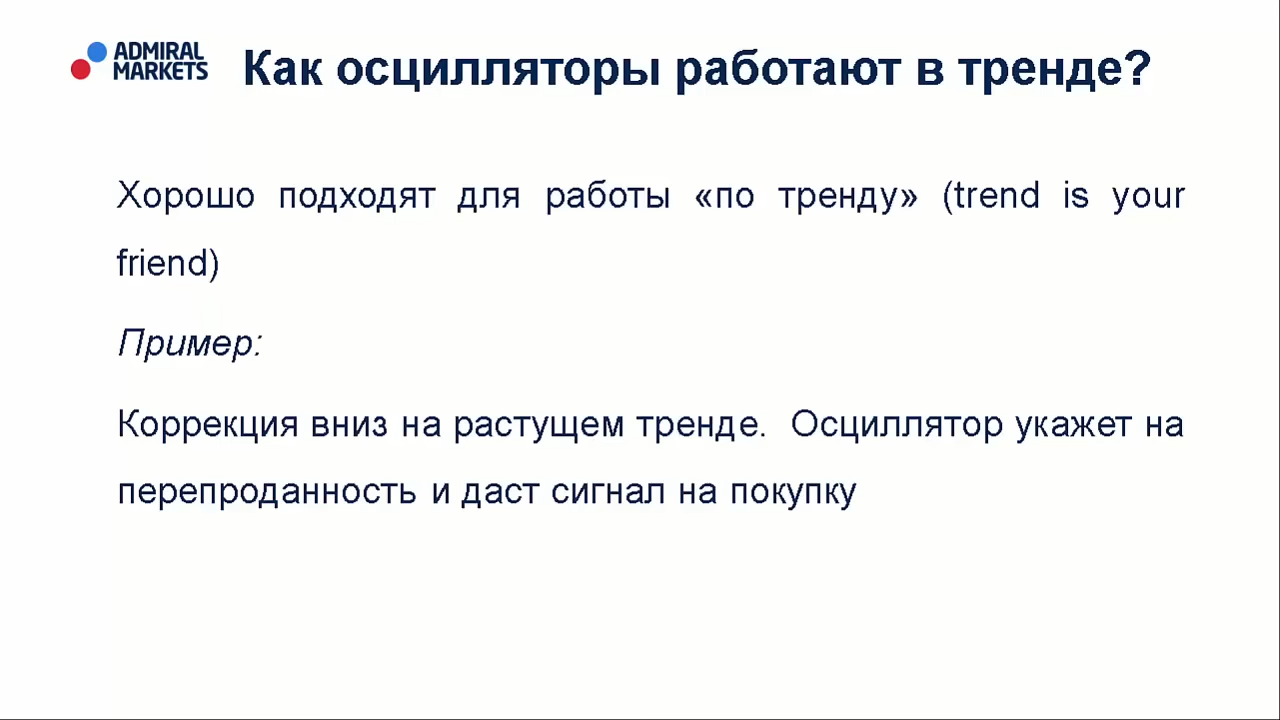 ADMIRAL
MARKETS
Как осцилляторы работают в тренде?
Хорошо подходят для работы «по тренду» (trend is your
friend)
Пример:
Коррекция вниз на растущем тренде. Осциллятор укажет на
перепроданность и даст сигнал на покупку